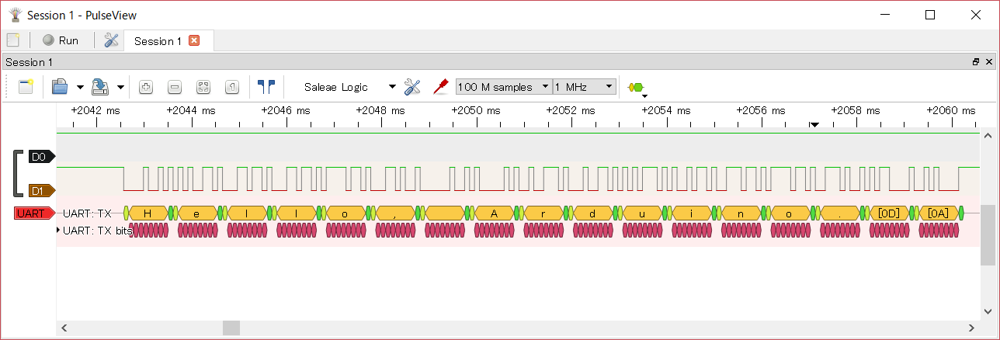 Session 1 - PulseView
Run
Session 1
Session 1
Saleae Logic
100 M samples
1 MHz
+2042 ms +2044 ms +2046 ms +2048 ms +2050 ms +2052 ms +2054 ms +2056 ms +2058 ms +2060 ms
D0
D1
UART UART: TX H e l l o , A r d u i n o . [0D] [0A]
UART: TX bits